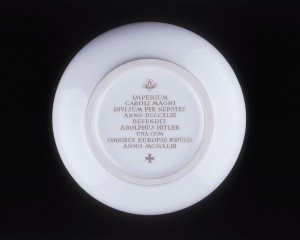 IMPERIUM
CAROLI MAGNI
DIVISUM PER NEPOTES
ANNO DCCCXLIII
DEFENDIT
ADOLPHUS HITLER
UNA CUM
OMNIBUS EUROPAE POPULIS
ANNO MCMXLIII